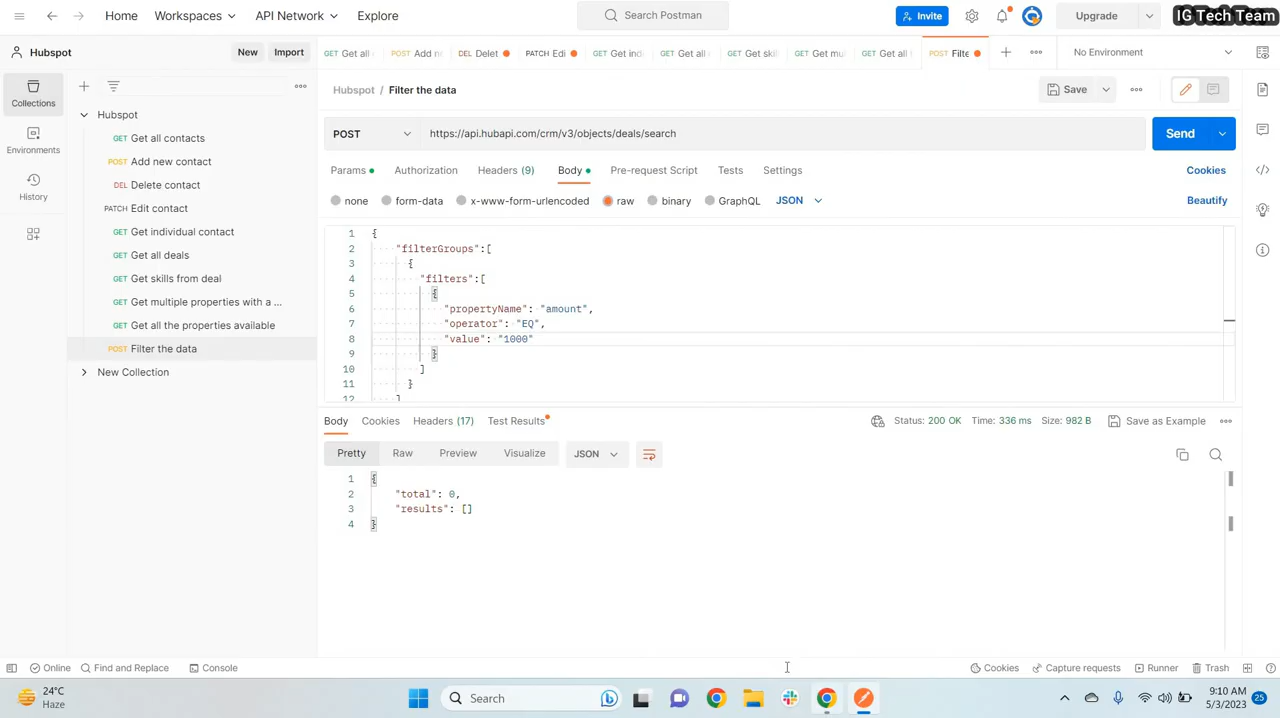 Home Workspaces API Network Explore Search Postman Invite Upgrade IG Tech Team
Hubspot New Import GET Get all POST Add n DEL Delet PATCH Edi GET Get ind GET Get all GET Get skil GET Get mu GET Get all POST Filte No Environment
Collections
Environments
History
Hubspot
GET Get all contacts
POST Add new contact
DEL Delete contact
PATCH Edit contact
GET Get individual contact
GET Get all deals
GET Get skills from deal
GET Get multiple properties with a ...
GET Get all the properties available
POST Filter the data
New Collection
Hubspot / Filter the data Save
POST https://api.hubapi.com/crm/v3/objects/deals/search Send
Params Authorization Headers (9) Body Pre-request Script Tests Settings Cookies
none form-data x-www-form-urlencoded raw binary GraphQL JSON Beautify
1 {
2 "filterGroups":[
3 {
4 "filters":[
5 {
6 "propertyName": "amount",
7 "operator": "EQ",
8 "value": "1000"
9 }
10 ]
11 }
12 ]
Body Cookies Headers (17) Test Results Status: 200 OK Time: 336 ms Size: 982 B Save as Example
Pretty Raw Preview Visualize JSON
1 {
2 "total": 0,
3 "results": []
4 }
Online Find and Replace Console Cookies Capture requests Runner Trash
24°C
Haze
Search
9:10 AM
5/3/2023
25